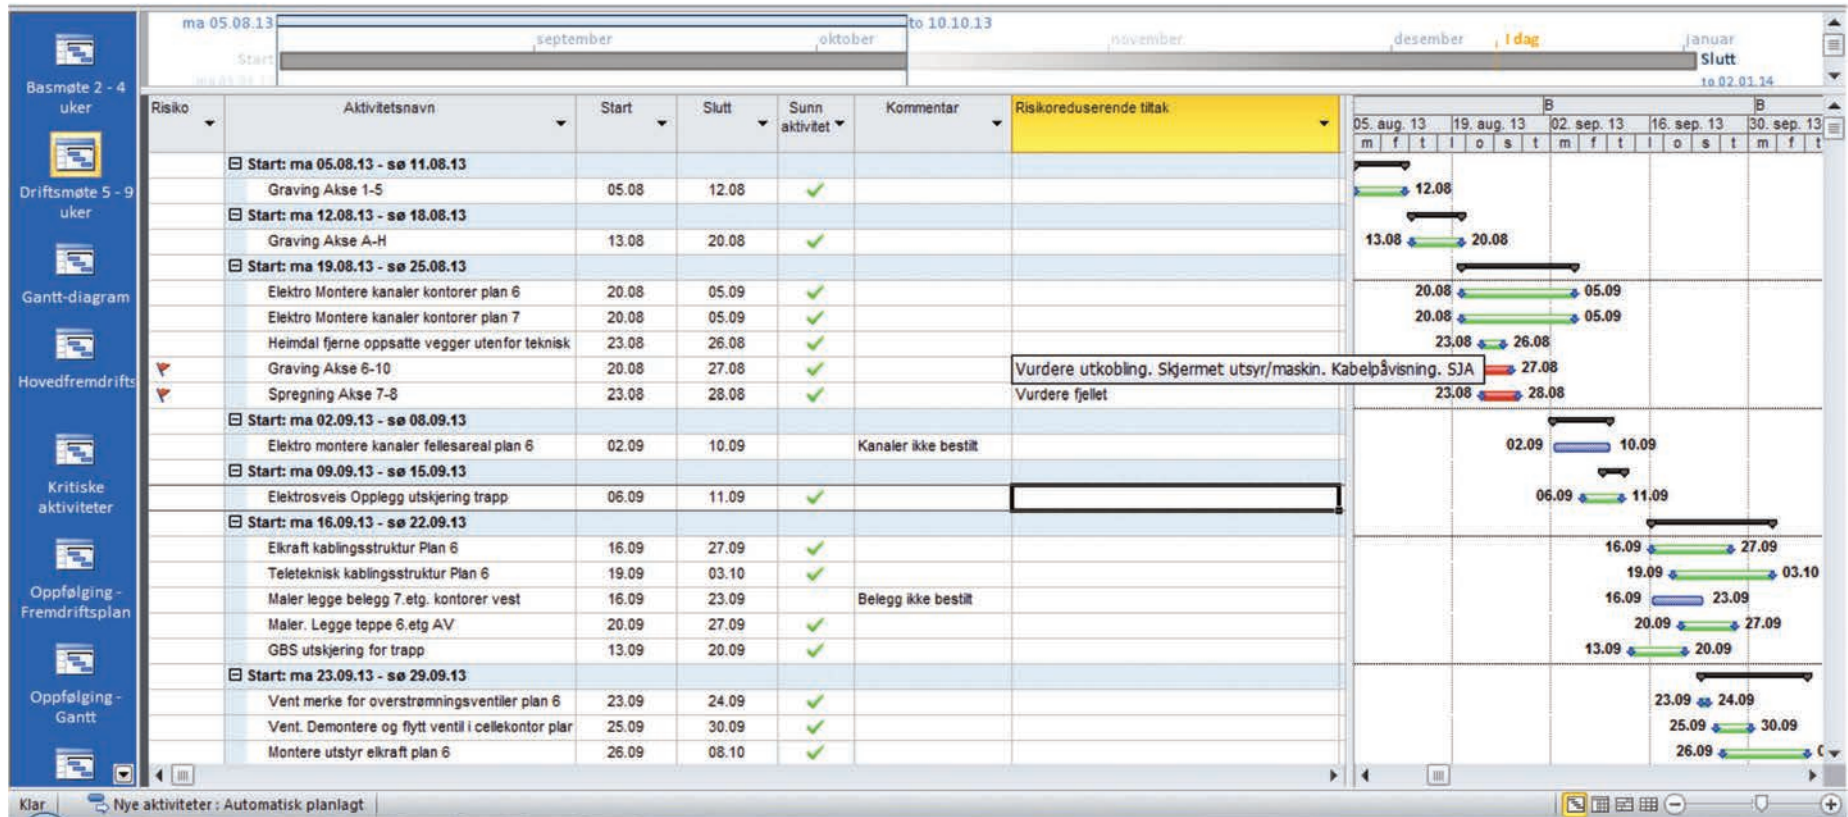 ma 05.08.13
to 10.10.13
september
oktober
november
desember
I dag
januar
Start
Slutt
to 02.01.14
Basmøte 2 - 4
uker
Driftsmøte 5 - 9
uker
Gantt-diagram
Hovedfremdrifts
Kritiske
aktiviteter
Oppfølging -
Fremdriftsplan
Oppfølging -
Gantt
Risiko Aktivitetsnavn Start Slutt Sunn aktivitet Kommentar Risikoreduserende tiltak
B B
05. aug. 13 19. aug. 13 02. sep. 13 16. sep. 13 30. sep. 13
m f t l o s t m f t l o s t m f t
Start: ma 05.08.13 - sø 11.08.13
Graving Akse 1-5 05.08 12.08 12.08
Start: ma 12.08.13 - sø 18.08.13
Graving Akse A-H 13.08 20.08 13.08 20.08
Start: ma 19.08.13 - sø 25.08.13
Elektro Montere kanaler kontorer plan 6 20.08 05.09 20.08 05.09
Elektro Montere kanaler kontorer plan 7 20.08 05.09 20.08 05.09
Heimdal fjerne oppsatte vegger utenfor teknisk 23.08 26.08 23.08 26.08
Graving Akse 6-10 20.08 27.08 Vurdere utkobling. Skjermet utsyr/maskin. Kabelpåvisning. SJA 27.08
Spregning Akse 7-8 23.08 28.08 Vurdere fjellet 23.08 28.08
Start: ma 02.09.13 - sø 08.09.13
Elektro montere kanaler fellesareal plan 6 02.09 10.09 Kanaler ikke bestilt 02.09 10.09
Start: ma 09.09.13 - sø 15.09.13
Elektrosveis Opplegg utskjering trapp 06.09 11.09 06.09 11.09
Start: ma 16.09.13 - sø 22.09.13
Elkraft kablingsstruktur Plan 6 16.09 27.09 16.09 27.09
Teleteknisk kablingsstruktur Plan 6 19.09 03.10 19.09 03.10
Maler legge belegg 7.etg. kontorer vest 16.09 23.09 Belegg ikke bestilt 16.09 23.09
Maler. Legge teppe 6.etg AV 20.09 27.09 20.09 27.09
GBS utskjering for trapp 13.09 20.09 13.09 20.09
Start: ma 23.09.13 - sø 29.09.13
Vent merke for overstrømningsventiler plan 6 23.09 24.09 23.09 24.09
Vent. Demontere og flytt ventil i cellekontor plar 25.09 30.09 25.09 30.09
Montere utstyr elkraft plan 6 26.09 08.10 26.09
Klar Nye aktiviteter : Automatisk planlagt